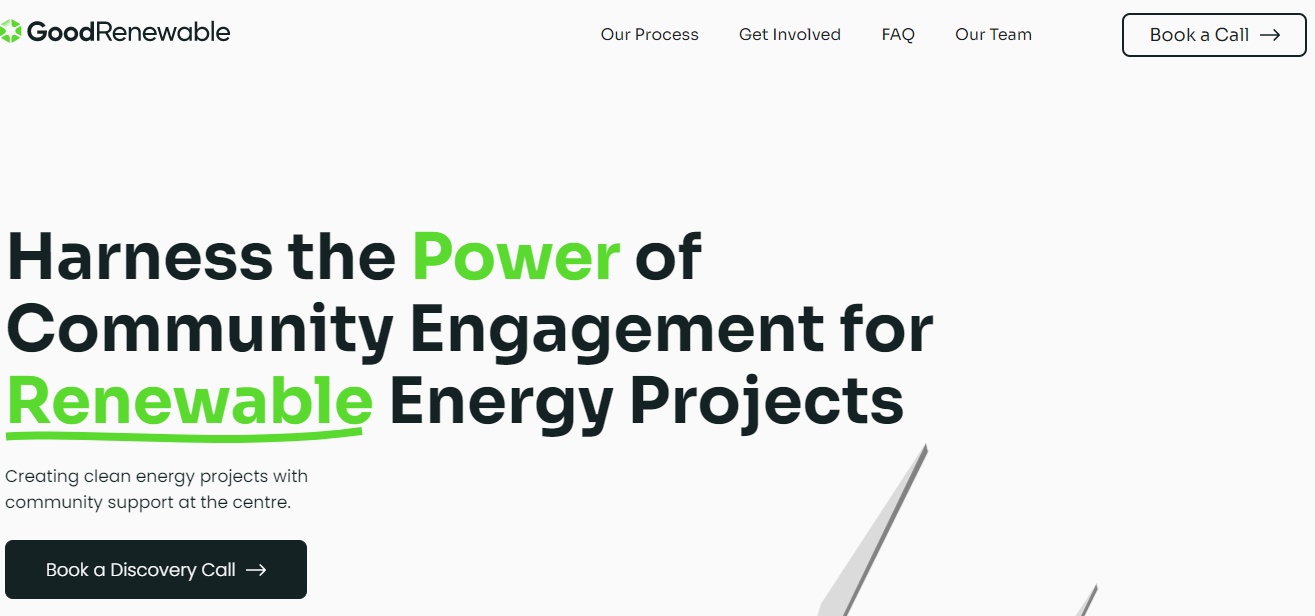 GoodRenewable
Our Process
Get Involved
FAQ
Our Team
Book a Call
Harness the Power of
Community Engagement for
Renewable Energy Projects
Creating clean energy projects with
community support at the centre.
Book a Discovery Call